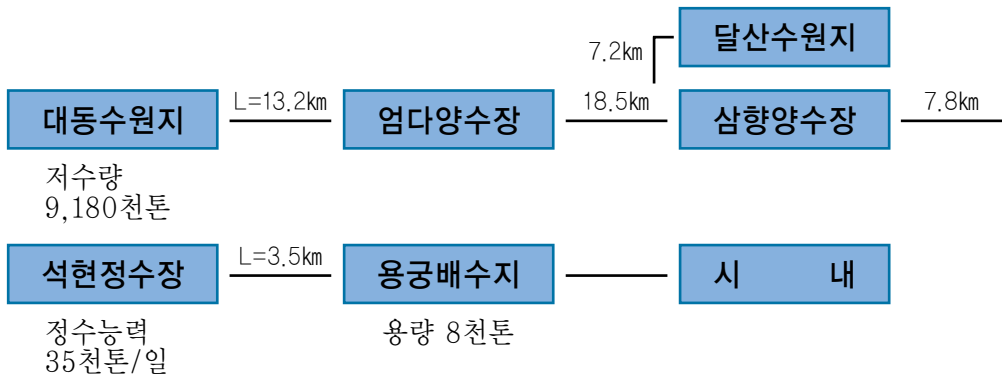 달산수원지
7.2km
대동수원지 L=13.2km 엄다양수장 18.5km 삼향양수장 7.8km
저수량
9,180천톤
석현정수장 L=3.5km 용궁배수지 시 내
정수능력 용량 8천톤
35천톤/일